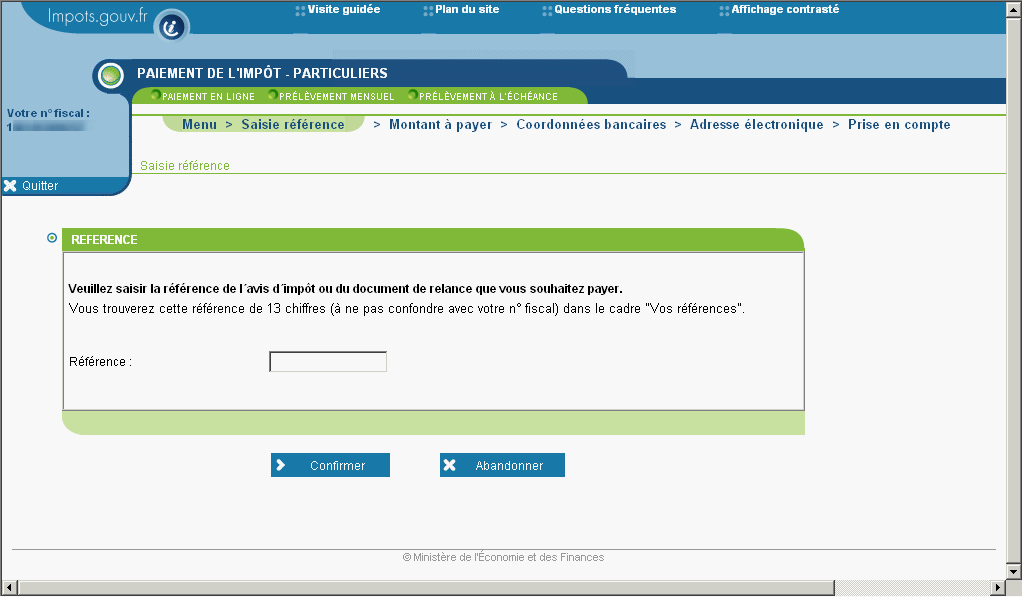 Impots.gouv.fr
Visite guidée Plan du site Questions fréquentes Affichage contrasté
PAIEMENT DE L'IMPÔT - PARTICULIERS
PAIEMENT EN LIGNE PRÉLÈVEMENT MENSUEL PRÉLÈVEMENT À L'ÉCHÉANCE
Votre n° fiscal :
1
Menu > Saisie référence > Montant à payer > Coordonnées bancaires > Adresse électronique > Prise en compte
Saisie référence
Quitter
REFERENCE
Veuillez saisir la référence de l´avis d´impôt ou du document de relance que vous souhaitez payer.
Vous trouverez cette référence de 13 chiffres (à ne pas confondre avec votre n° fiscal) dans le cadre "Vos références".
Référence :
Confirmer Abandonner
© Ministère de l'Économie et des Finances